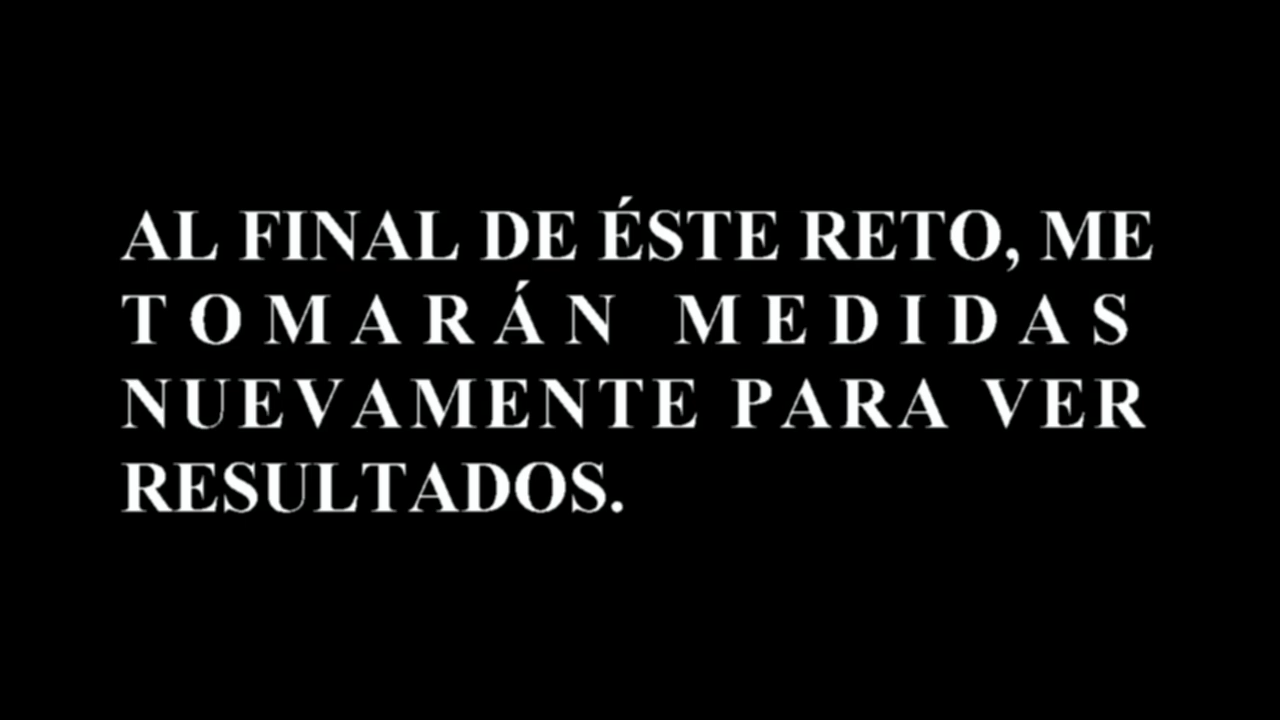 AL FINAL DE ÉSTE RETO, ME
TOMARÁN MEDIDAS
NUEVAMENTE PARA VER
RESULTADOS.